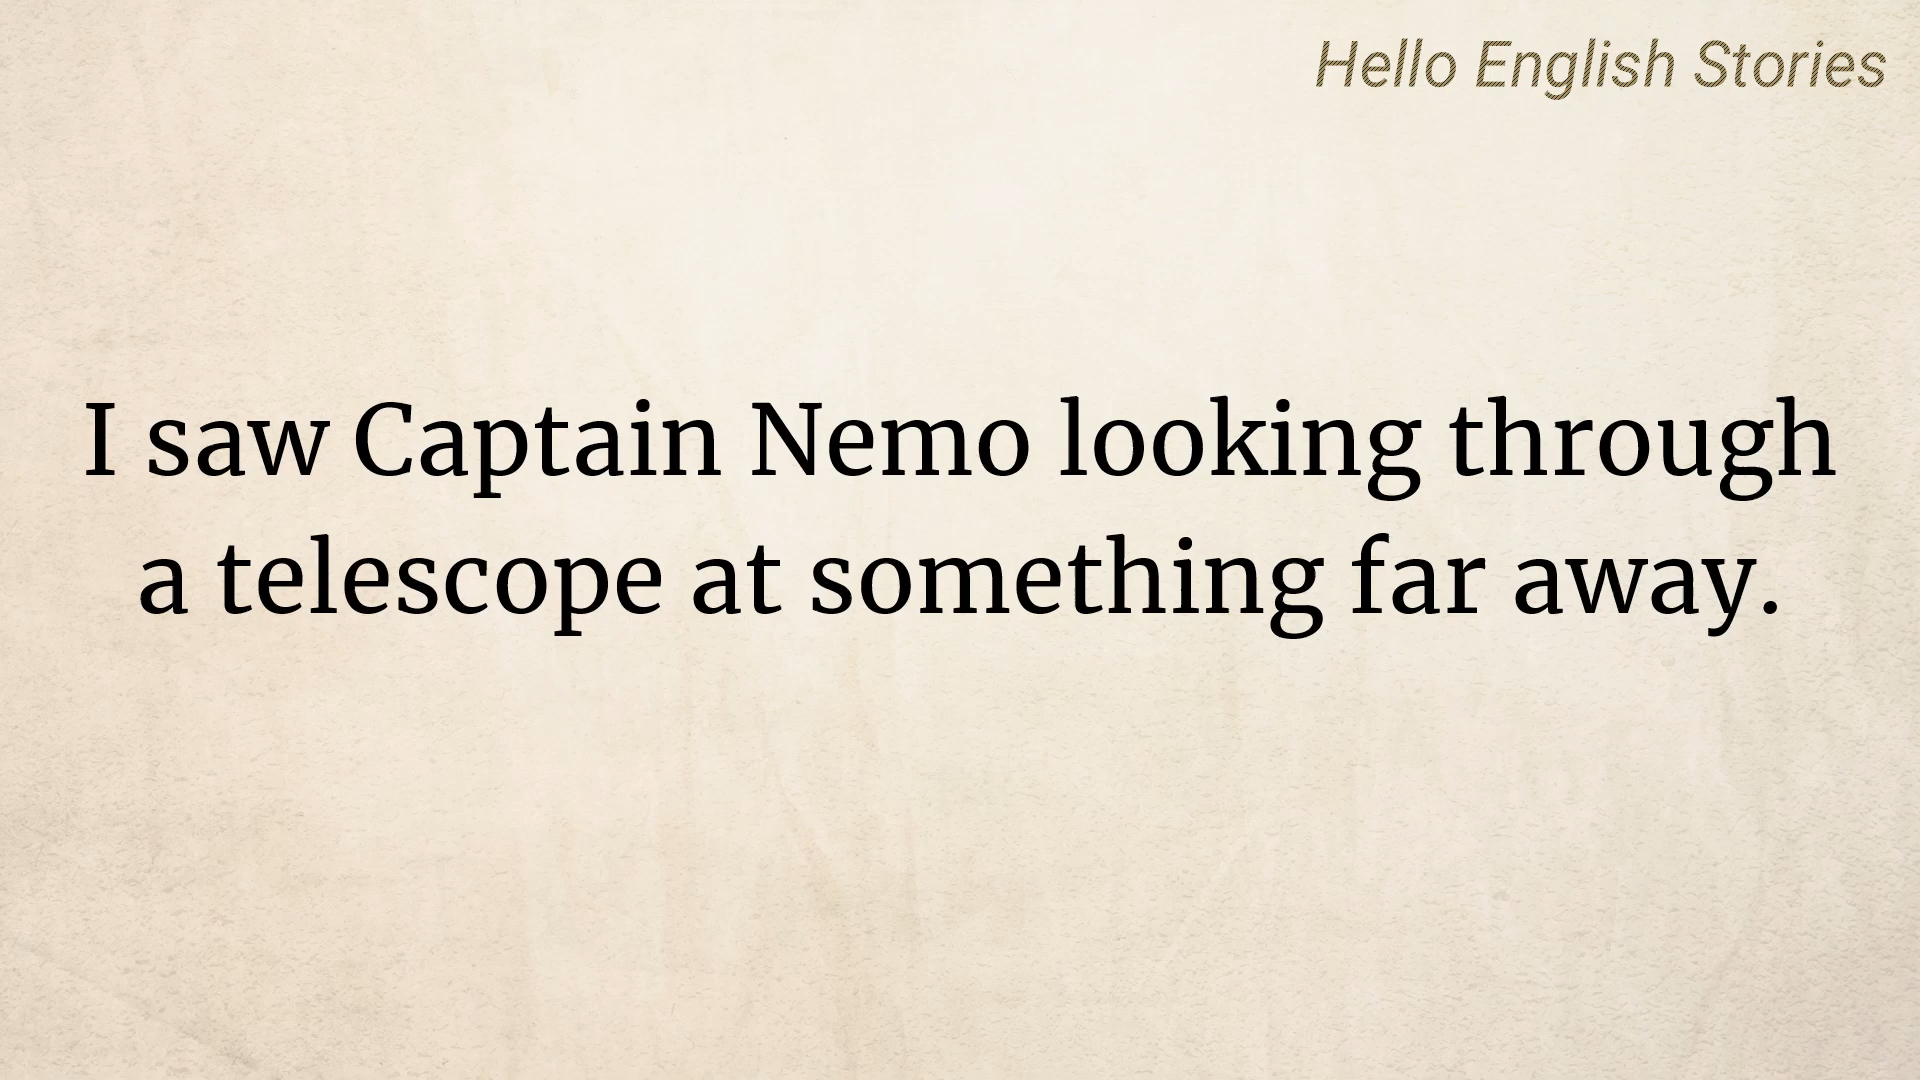 Hello English Stories
I saw Captain Nemo looking through
a telescope at something far away.